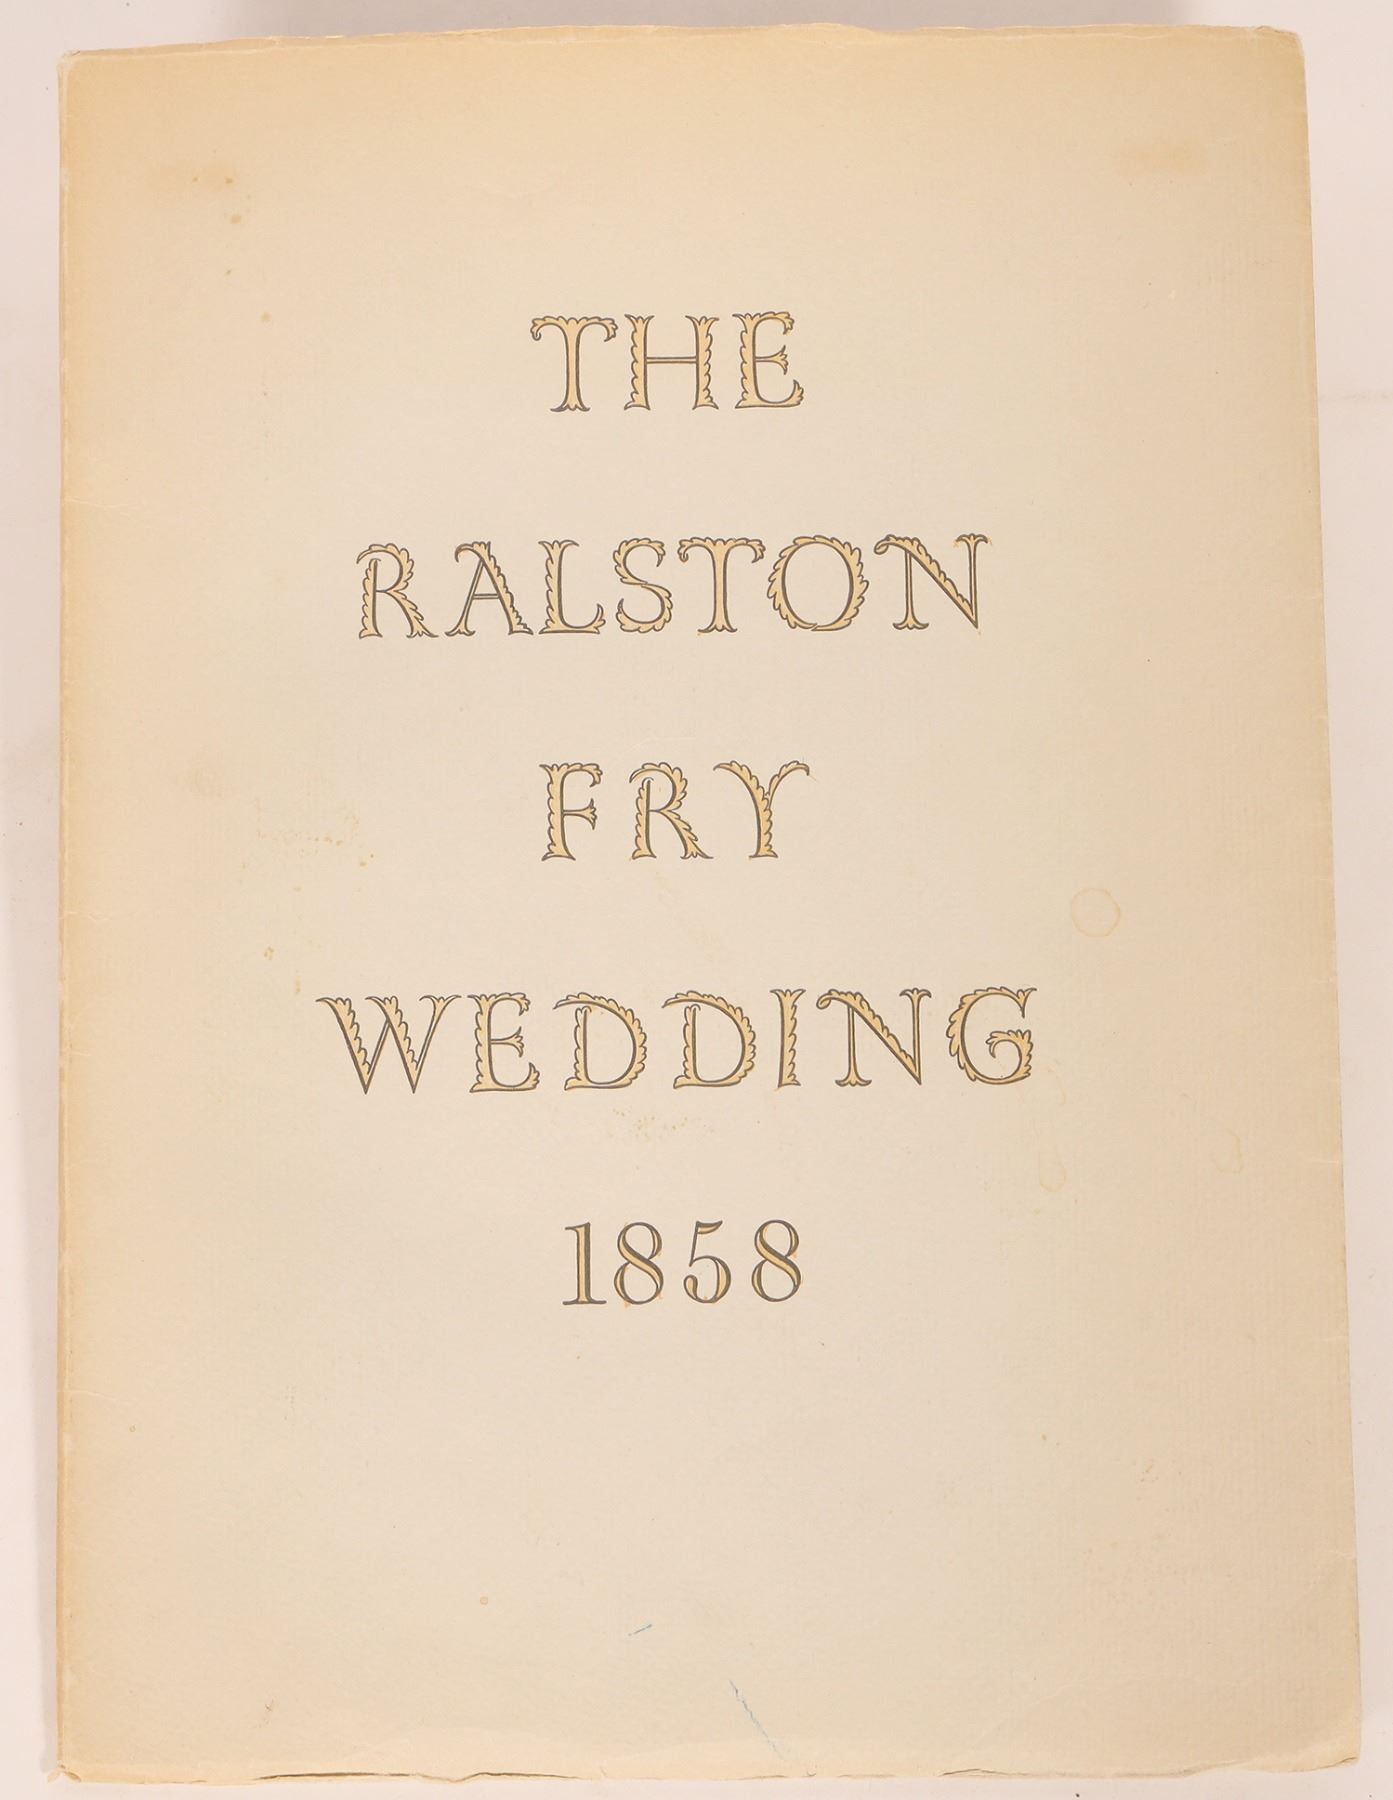 THE
RALSTON
FRY
WEDDING
1858